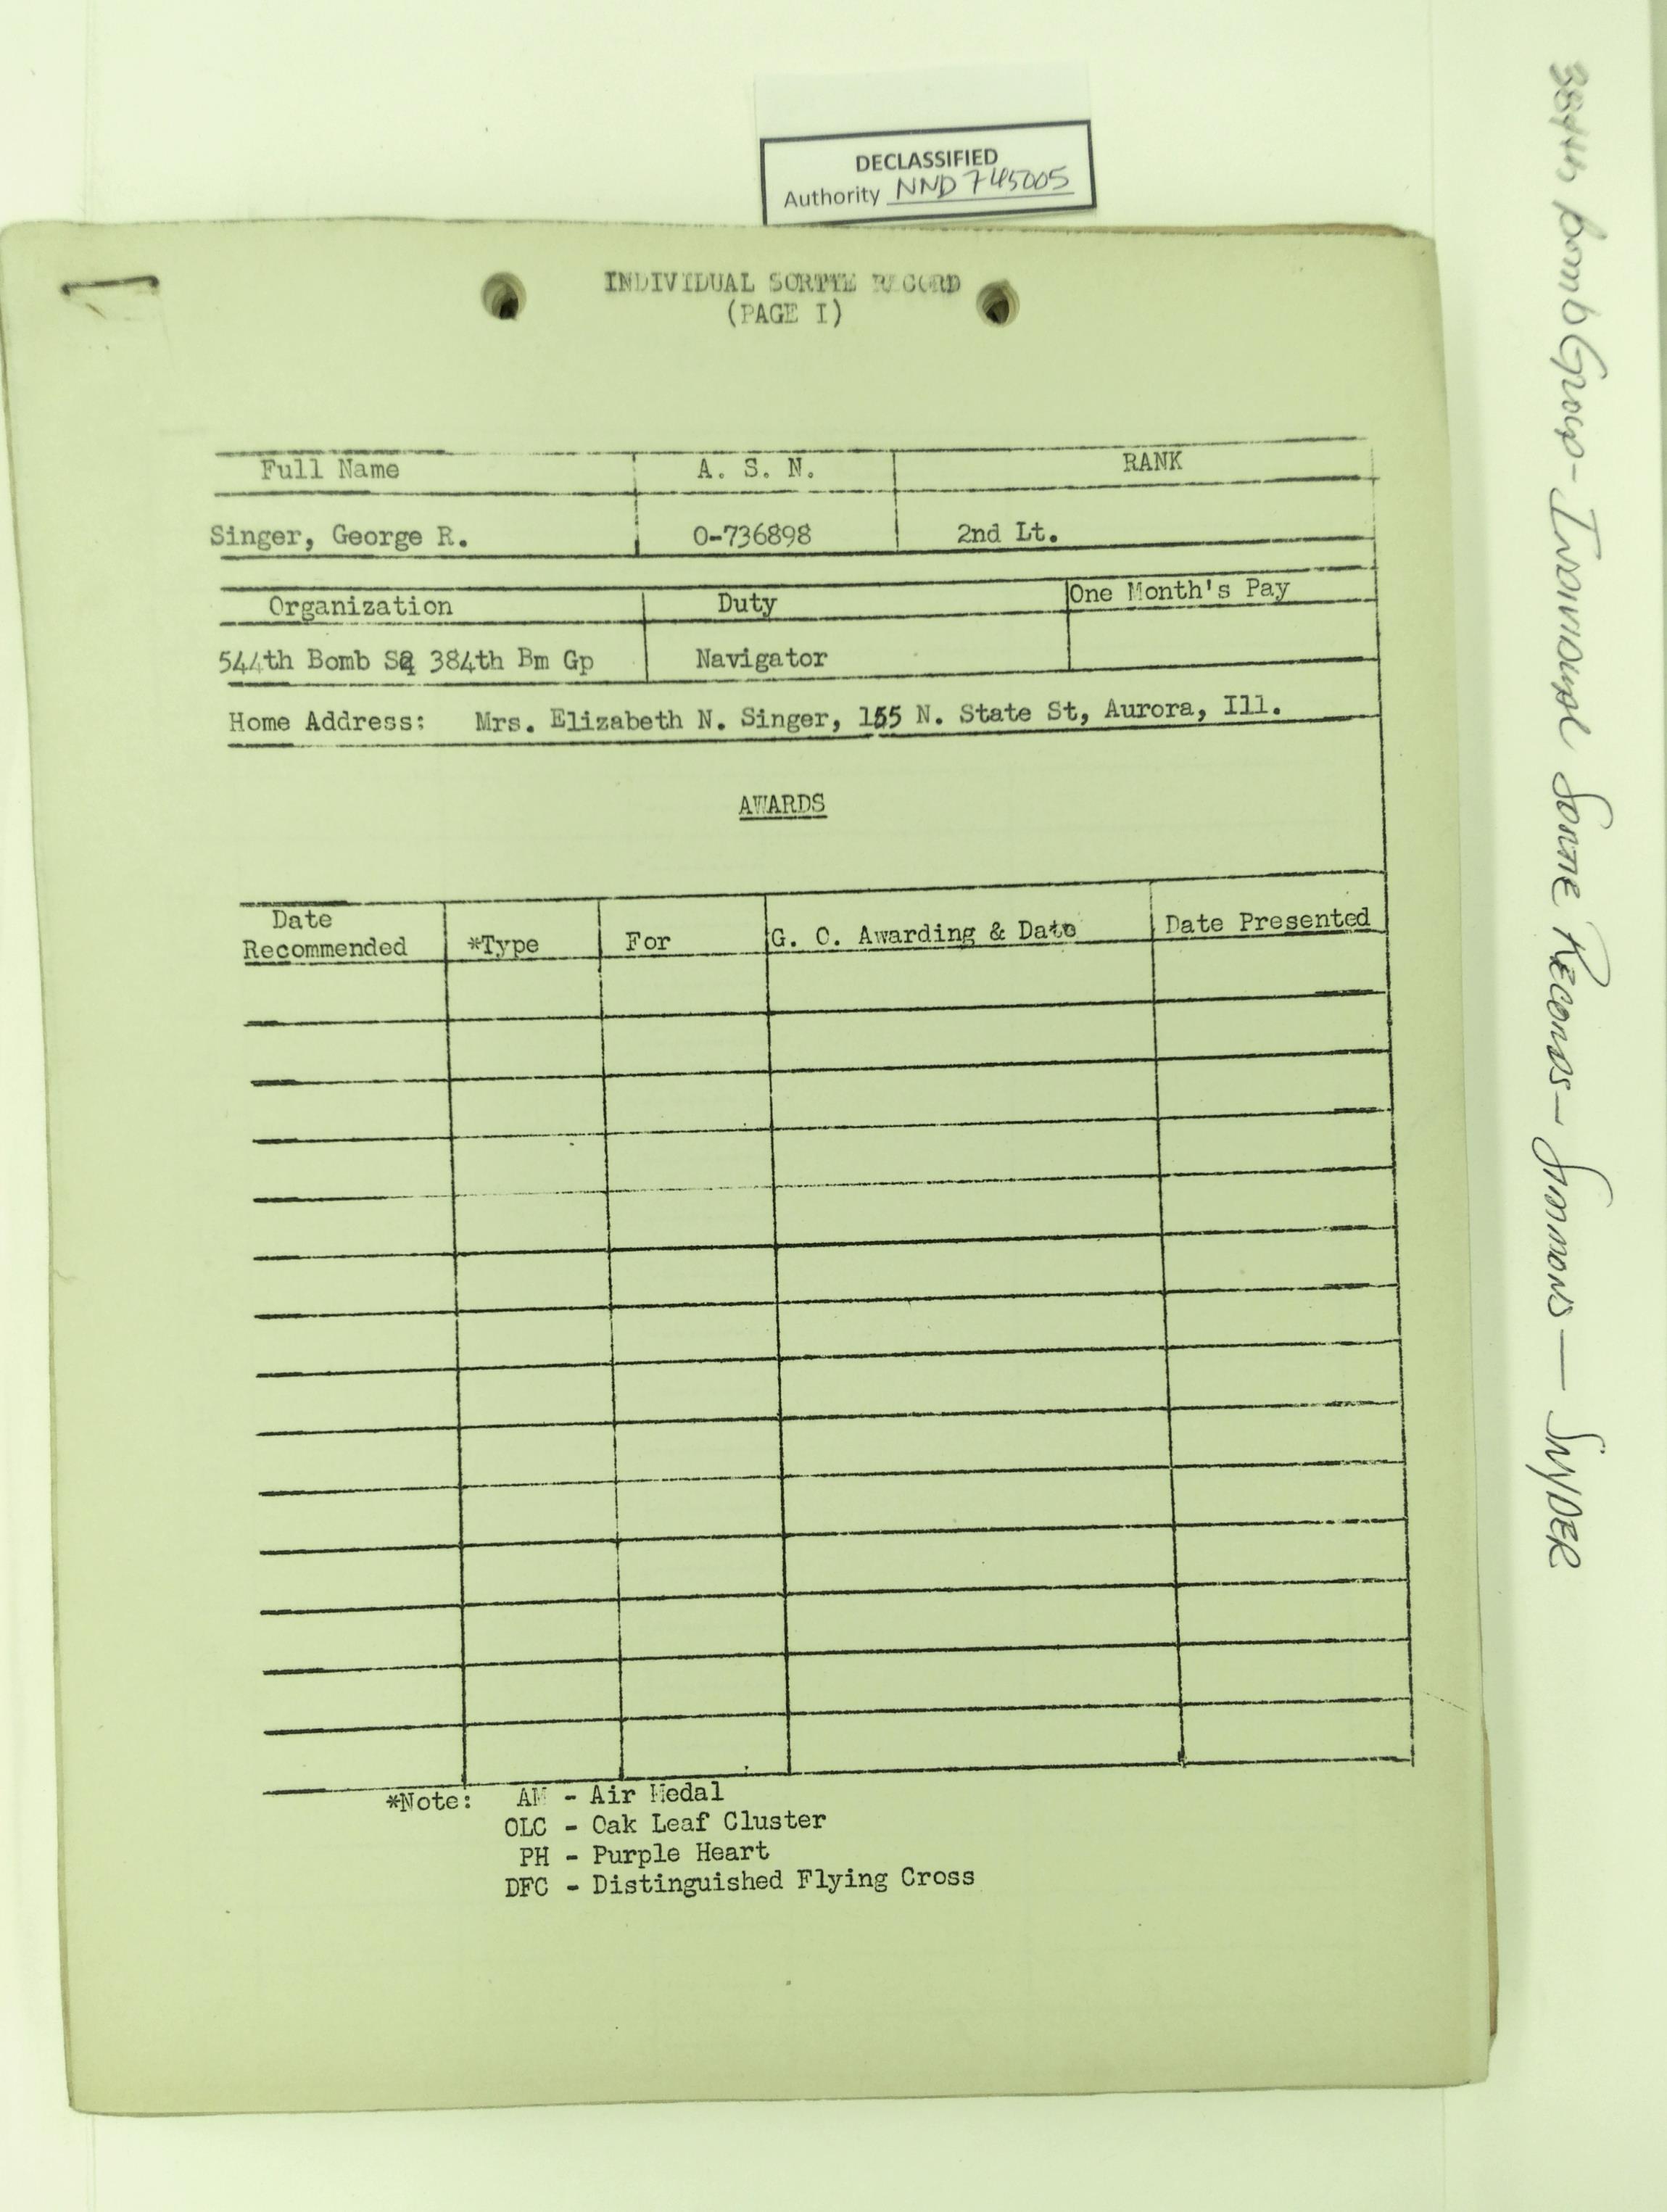 DECLASSIFIED
Authority NND 745005
INDIVIDUAL SORTIE RECORD
(PAGE I)
Full Name A. S. N. RANK
Singer, George R. 0-736898 2nd Lt.
Organization Duty One Month's Pay
544th Bomb Sq 384th Bm Gp Navigator
Home Address: Mrs. Elizabeth N. Singer, 155 N. State St, Aurora, Ill.
AWARDS
Date
Recommended *Type For G. O. Awarding & Date Date Presented
*Note: AM - Air Medal
OLC - Oak Leaf Cluster
PH - Purple Heart
DFC - Distinguished Flying Cross
384th Bomb Group - Individual Sortie Records - Simmons - Snyder